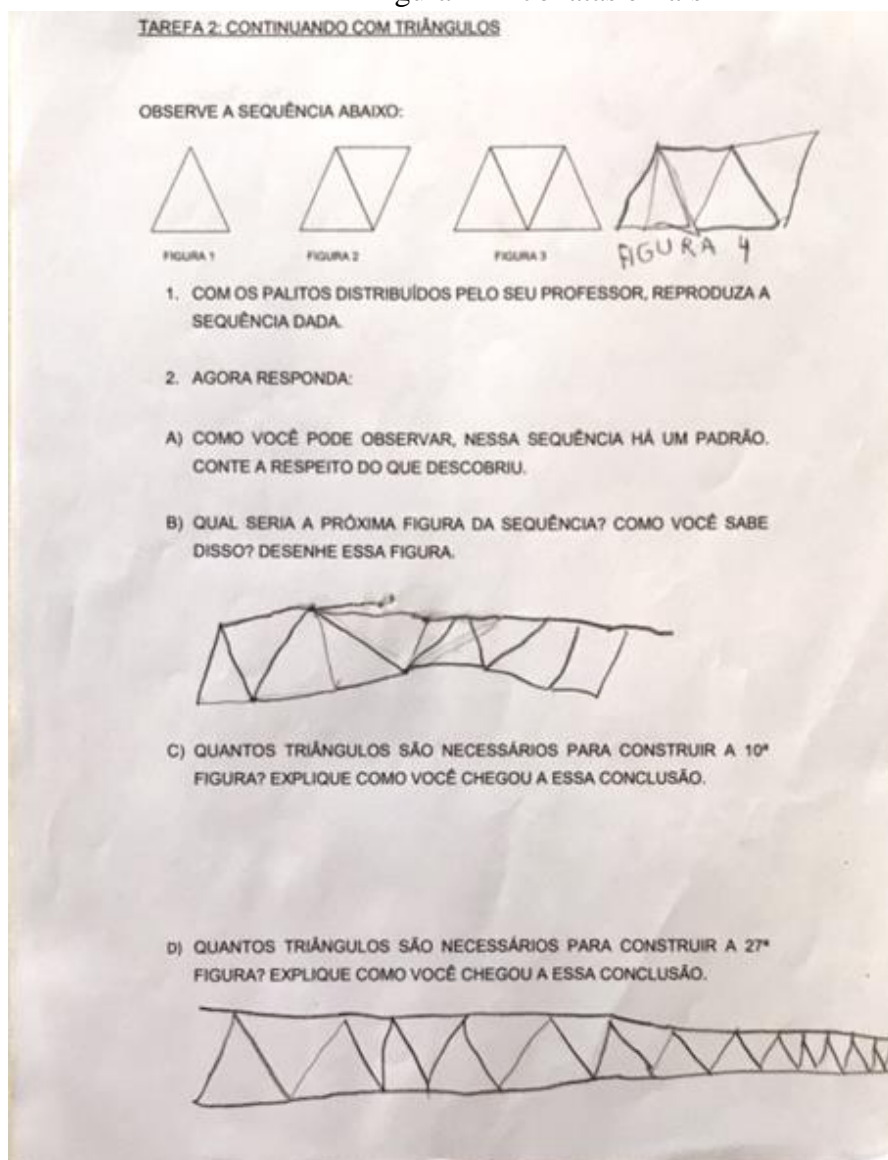 TAREFA 2: CONTINUANDO COM TRIÂNGULOS
OBSERVE A SEQUÊNCIA ABAIXO:
FIGURA 1
FIGURA 2
FIGURA 3
FIGURA 4
1. COM OS PALITOS DISTRIBUÍDOS PELO SEU PROFESSOR, REPRODUZA A
SEQUÊNCIA DADA.
2. AGORA RESPONDA:
A) COMO VOCÊ PODE OBSERVAR, NESSA SEQUÊNCIA HÁ UM PADRÃO.
CONTE A RESPEITO DO QUE DESCOBRIU.
B) QUAL SERIA A PRÓXIMA FIGURA DA SEQUÊNCIA? COMO VOCÊ SABE
DISSO? DESENHE ESSA FIGURA.
C) QUANTOS TRIÂNGULOS SÃO NECESSÁRIOS PARA CONSTRUIR A 10ª
FIGURA? EXPLIQUE COMO VOCÊ CHEGOU A ESSA CONCLUSÃO.
D) QUANTOS TRIÂNGULOS SÃO NECESSÁRIOS PARA CONSTRUIR A 27ª
FIGURA? EXPLIQUE COMO VOCÊ CHEGOU A ESSA CONCLUSÃO.